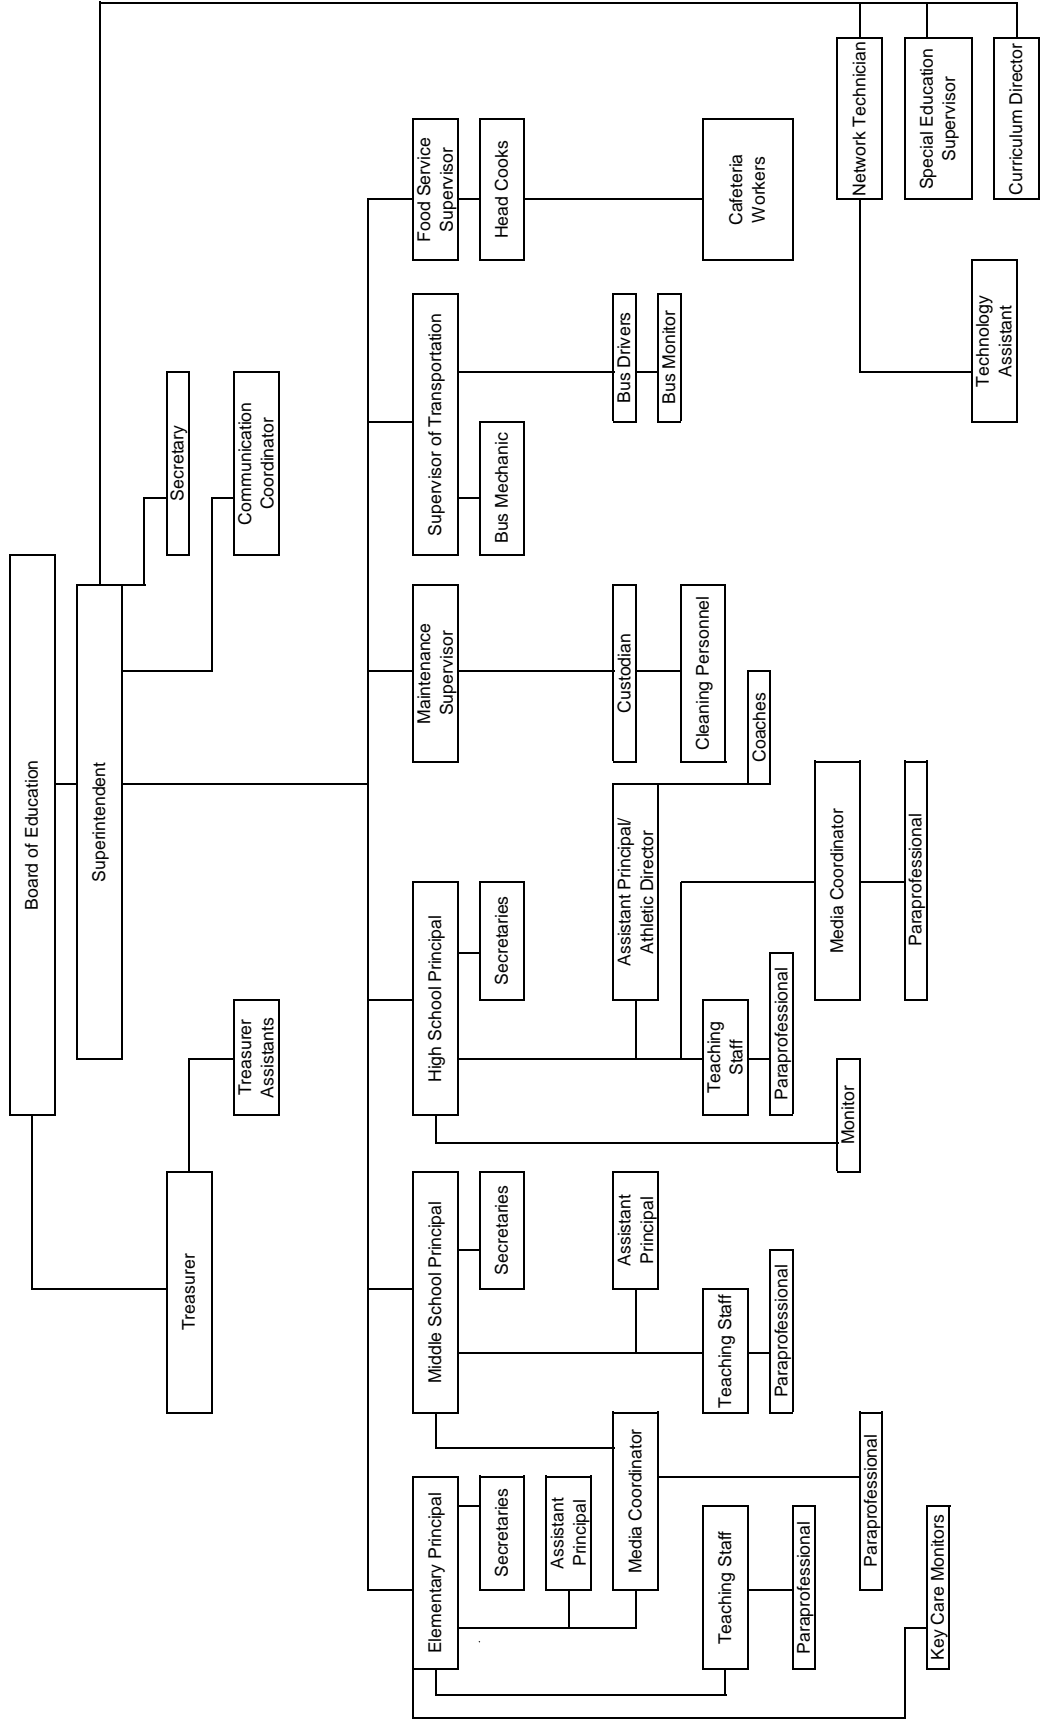 Board of Education
Superintendent
Treasurer
Secretary
Treasurer
Assistants
Communication
Coordinator
Elementary Principal
Middle School Principal
High School Principal
Maintenance
Supervisor
Supervisor of Transportation
Food Service
Supervisor
Secretaries
Secretaries
Secretaries
Bus Mechanic
Head Cooks
Assistant
Principal
Media Coordinator
Assistant
Principal
Assistant Principal/
Athletic Director
Custodian
Bus Drivers
Bus Monitor
Cleaning Personnel
Teaching Staff
Teaching Staff
Teaching
Staff
Cafeteria
Workers
Coaches
Paraprofessional
Paraprofessional
Paraprofessional
Media Coordinator
Monitor
Network Technician
Paraprofessional
Paraprofessional
Special Education
Supervisor
Key Care Monitors
Technology
Assistant
Curriculum Director